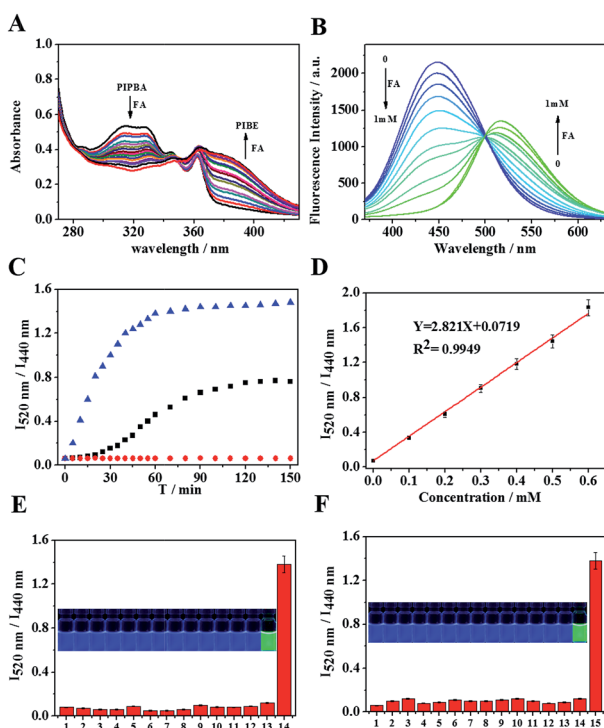 A
1.0
0.8
0.6
0.4
0.2
0.0
Absorbance
PIPBA
FA
PIBE
FA
270 320 360 400
wavelength / nm
B
2000
1750
1500
1250
1000
750
500
250
0
Fluorescence Intensity / a.u.
0
FA
1mM
1mM
FA
0
400 450 500 550 600
Wavelength / nm
C
1.6
1.2
0.8
0.4
0.0
I520 nm / I440 nm
0 30 60 90 120 150
T / min
D
2.0
1.6
1.2
0.8
0.4
0.0
I520 nm / I440 nm
Y=2.821X+0.0719
R2= 0.9949
0.0 0.1 0.2 0.3 0.4 0.5 0.6
Concentration / mM
E
1.6
1.2
0.8
0.4
0.0
I520 nm / I440 nm
1 2 3 4 5 6 7 8 9 10 11 12 13 14
F
1.6
1.2
0.8
0.4
0.0
I520 nm / I440 nm
1 2 3 4 5 6 7 8 9 10 11 12 13 14 15